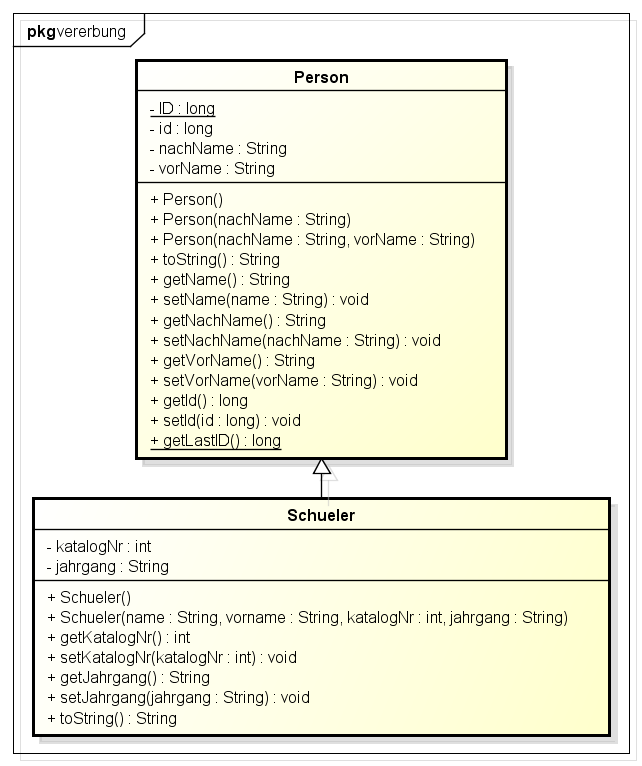 pkg vererbung
Person
- ID : long
- id : long
- nachName : String
- vorName : String
+ Person()
+ Person(nachName : String)
+ Person(nachName : String, vorName : String)
+ toString() : String
+ getName() : String
+ setName(name : String) : void
+ getNachName() : String
+ setNachName(nachName : String) : void
+ getVorName() : String
+ setVorName(vorName : String) : void
+ getId() : long
+ setId(id : long) : void
+ getLastID() : long
Schueler
- katalogNr : int
- jahrgang : String
+ Schueler()
+ Schueler(name : String, vorname : String, katalogNr : int, jahrgang : String)
+ getKatalogNr() : int
+ setKatalogNr(katalogNr : int) : void
+ getJahrgang() : String
+ setJahrgang(jahrgang : String) : void
+ toString() : String